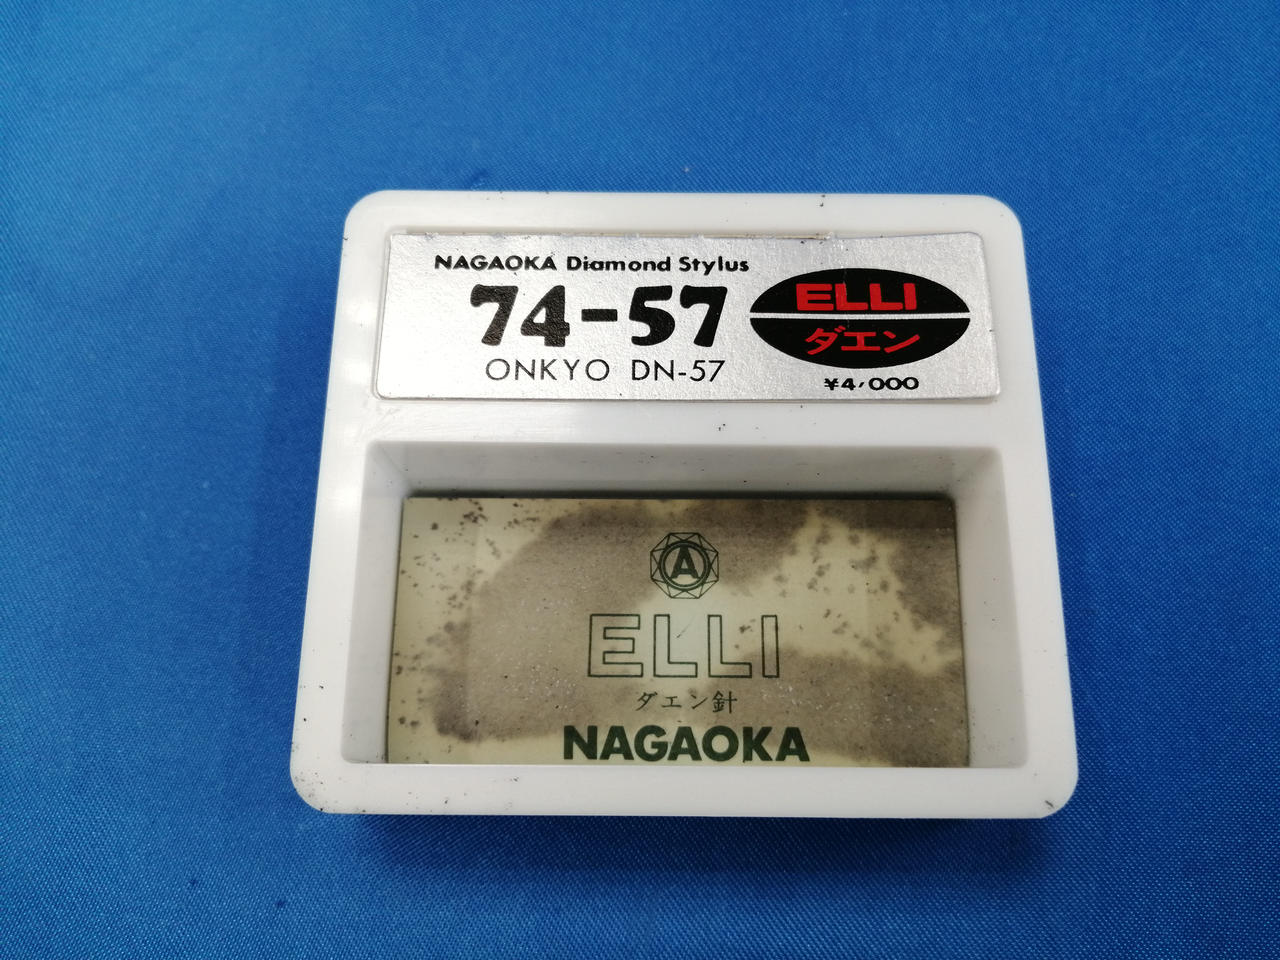 NAGAOKA Diamond Stylus
74-57
ONKYO DN-57
ELLI
ダエン
¥4,000
A
ELLI
ダエン針
NAGAOKA